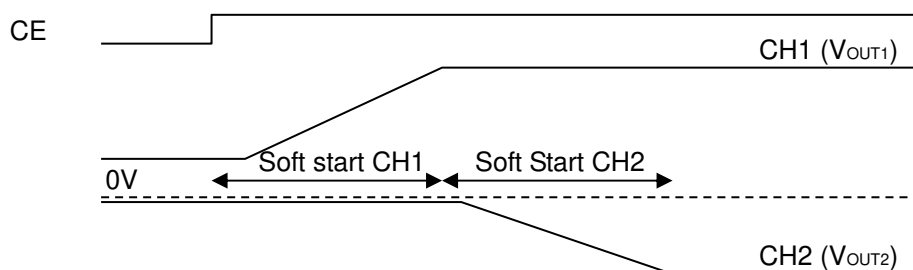 CE
CH1 (VOUT1)
Soft start CH1
Soft Start CH2
0V
CH2 (VOUT2)